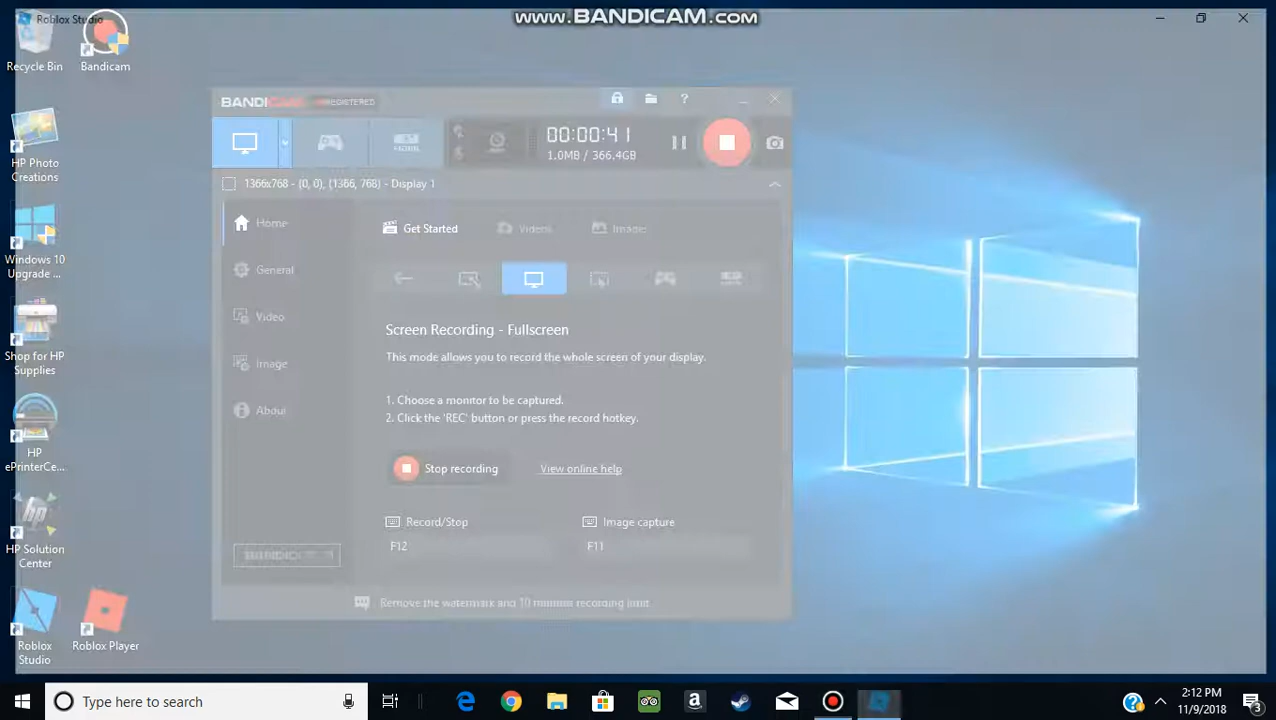 Roblox Studio
www.BANDICAM.com
Recycle Bin
Bandicam
BANDICAM UNREGISTERED
00:00:41
1.0MB / 366.4GB
1366x768 - (0, 0), (1366, 768) - Display 1
Home
General
Video
Image
About
Get Started
Videos
Images
Screen Recording - Fullscreen
This mode allows you to record the whole screen of your display.
1. Choose a monitor to be captured.
2. Click the 'REC' button or press the record hotkey.
Stop recording
View online help
Record/Stop
F12
Image capture
F11
Remove the watermark and 10 minutes recording limit
HP Photo
Creations
Windows 10
Upgrade ...
Shop for HP
Supplies
HP
ePrinterCe...
HP Solution
Center
Roblox
Studio
Roblox Player
Type here to search
2:12 PM
11/9/2018
3